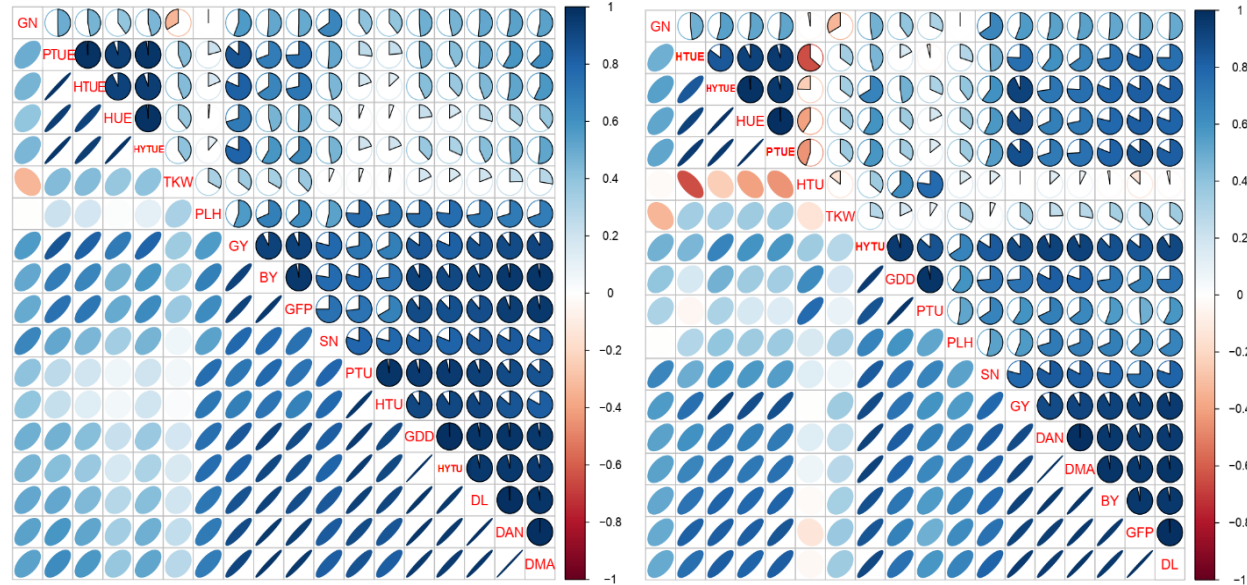 GN
PTUE
HTUE
HUE
HYTUE
TKW
PLH
GY
BY
GFP
SN
PTU
HTU
GDD
HYTU
DL
DAN
DMA
1
0.8
0.6
0.4
0.2
0
−0.2
−0.4
−0.6
−0.8
−1
GN
HTUE
HYTUE
HUE
PTUE
HTU
TKW
HYTU
GDD
PTU
PLH
SN
GY
DAN
DMA
BY
GFP
DL
1
0.8
0.6
0.4
0.2
0
−0.2
−0.4
−0.6
−0.8
−1